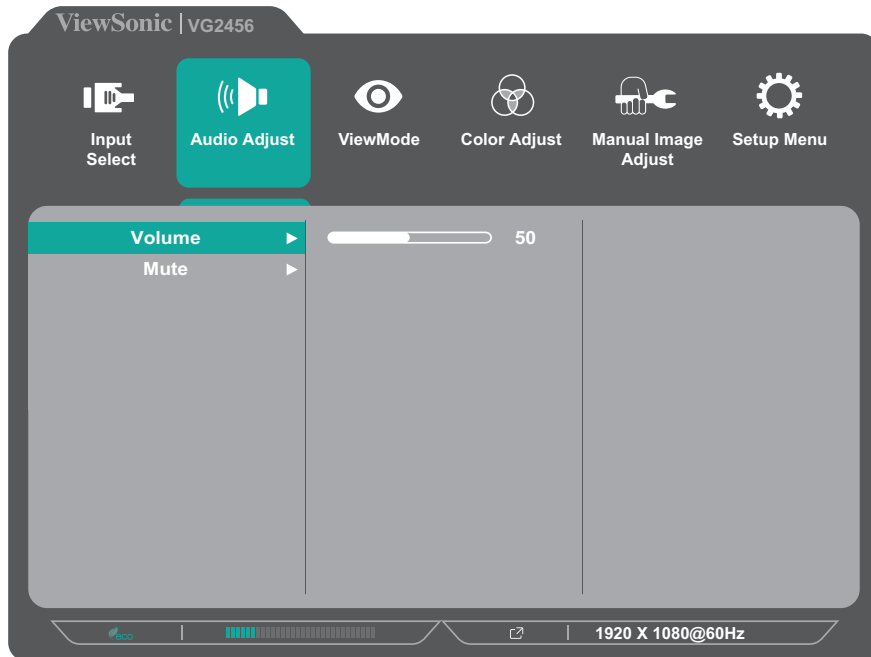 ViewSonic | VG2456
Input
Select
Audio Adjust
ViewMode
Color Adjust
Manual Image
Adjust
Setup Menu
Volume
50
Mute
eco
1920 X 1080@60Hz